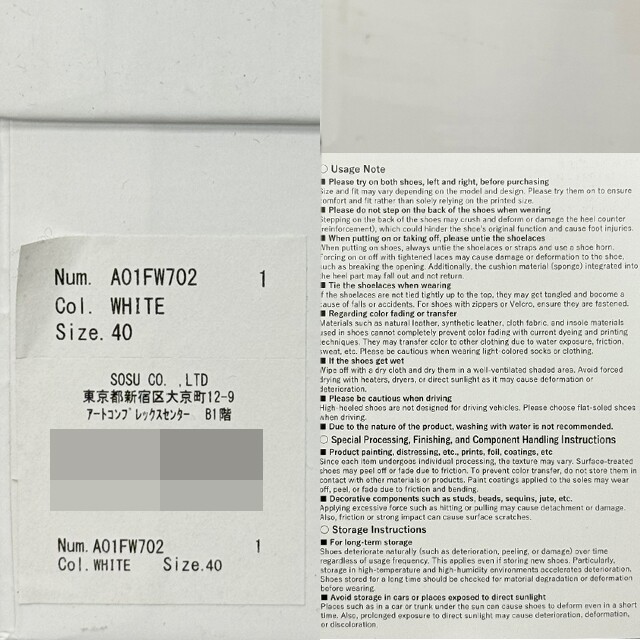 Num. A01FW702 1
Col. WHITE
Size. 40
SOSU CO. ,LTD
東京都新宿区大京町12-9
アートコンプレックスセンター B1階
Num. A01FW702 1
Col. WHITE Size. 40
○ Usage Note
■ Please try on both shoes, left and right, before purchasing
Size and fit may vary depending on the model and design. Please try them on to ensure
comfort and fit rather than solely relying on the printed size.
■ Please do not step on the back of the shoes when wearing
Stepping on the back of the shoes may crush and deform or damage the heel counter
(reinforcement), which could hinder the shoe's original function and cause foot injuries.
■ When putting on or taking off, please untie the shoelaces
When putting on shoes, always untie the shoelaces or straps and use a shoe horn.
Forcing on or off with tightened laces may cause damage or deformation to the shoe,
such as breaking the opening. Additionally, the cushion material (sponge) integrated into
the heel part may fall out and not return.
■ Tie the shoelaces when wearing
If the shoelaces are not tied tightly up to the top, they may get tangled and become a
cause of falls or accidents. For shoes with zippers or Velcro, ensure they are fastened.
■ Regarding color fading or transfer
Materials such as natural leather, synthetic leather, cloth fabric, and insole materials
used in shoes cannot completely prevent color fading with current dyeing and printing
techniques. They may transfer to other clothing due to water exposure, friction,
sweat, etc. Please be cautious when wearing light-colored socks or clothing.
■ If the shoes get wet
Wipe off with a dry cloth and dry them in a well-ventilated shaded area. Avoid forced
drying with heaters, dryers, or direct sunlight as it may cause deformation or
deterioration.
■ Please be cautious when driving
High-heeled shoes are not designed for driving vehicles. Please choose flat-soled shoes
when driving.
■ Due to the nature of the product, washing with water is not recommended.
○ Special Processing, Finishing, and Component Handling Instructions
■ Product painting, distressing, etc., prints, foil, coatings, etc
Since each item undergoes individual processing, the texture may vary. Surface-treated
shoes may peel off or fade due to friction. To prevent color transfer, do not store them in
contact with other materials or products. Paint coatings applied to the soles may wear
off, peel, or fade due to friction and bending.
■ Decorative components such as studs, beads, sequins, jute, etc.
Applying excessive force such as hitting or pulling may cause detachment or damage.
Also, friction or strong impact can cause surface scratches.
○ Storage Instructions
■ For long-term storage
Shoes deteriorate naturally (such as deterioration, peeling, or damage) over time
regardless of usage frequency. This applies even if storing new shoes. Particularly,
storage in high-temperature and high-humidity environments accelerates deterioration.
Shoes stored for a long time should be checked for material degradation or deformation
before wearing.
■ Avoid storage in cars or places exposed to direct sunlight
Places such as in a car or trunk under the sun can cause shoes to deform even in a short
time. Also, prolonged exposure to direct sunlight may cause deterioration, deformation,
or discoloration.